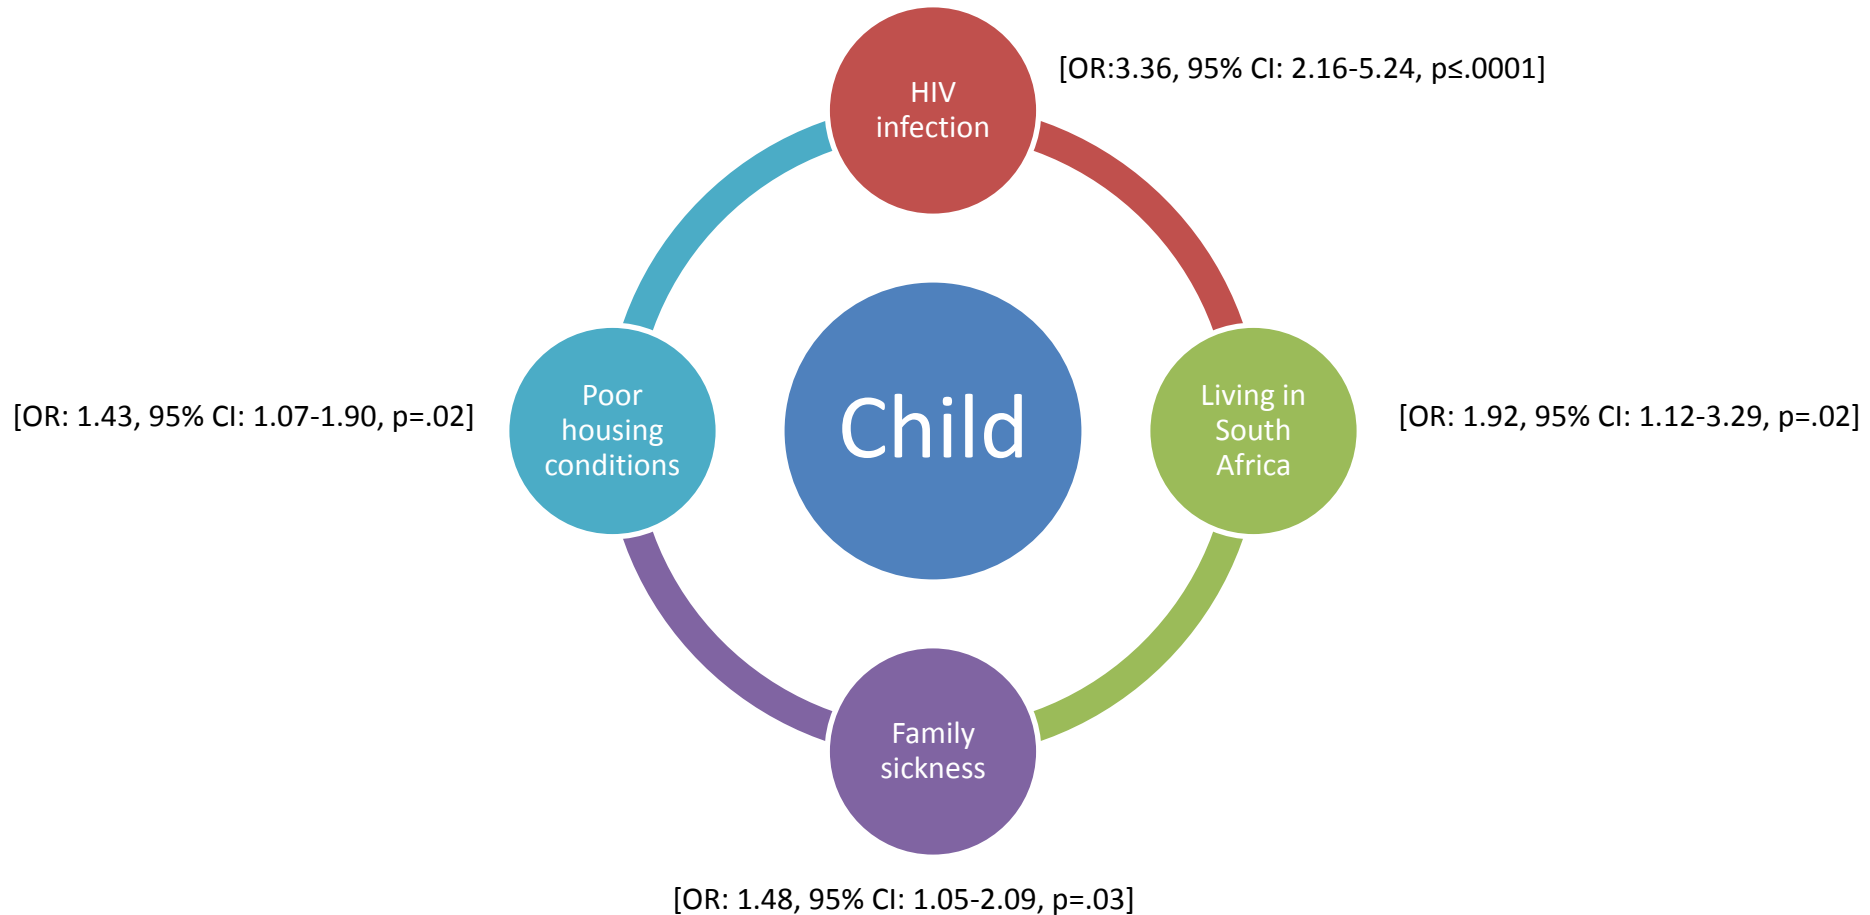 HIV
infection
[OR:3.36, 95% CI: 2.16-5.24, p≤.0001]
Poor
housing
conditions
[OR: 1.43, 95% CI: 1.07-1.90, p=.02]
Child
Living in
South
Africa
[OR: 1.92, 95% CI: 1.12-3.29, p=.02]
Family
sickness
[OR: 1.48, 95% CI: 1.05-2.09, p=.03]